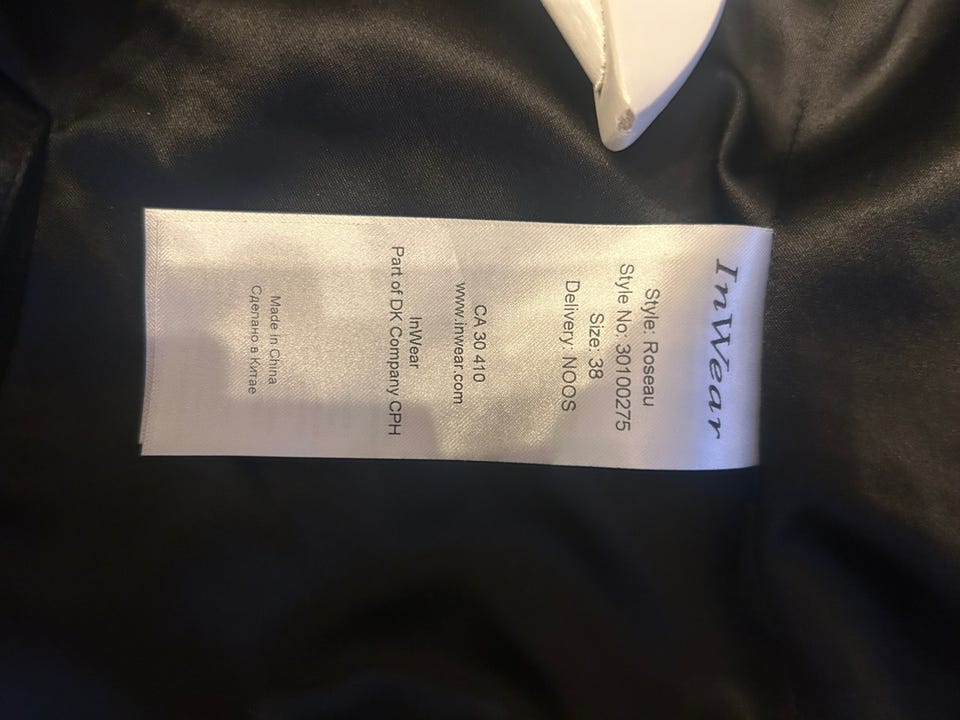 InWear
Style: Roseau
Style No: 30100275
Size: 38
Delivery: NOOS
CA 30 410
www.inwear.com
InWear
Part of DK Company CPH
Made in China
Сделано в Китае